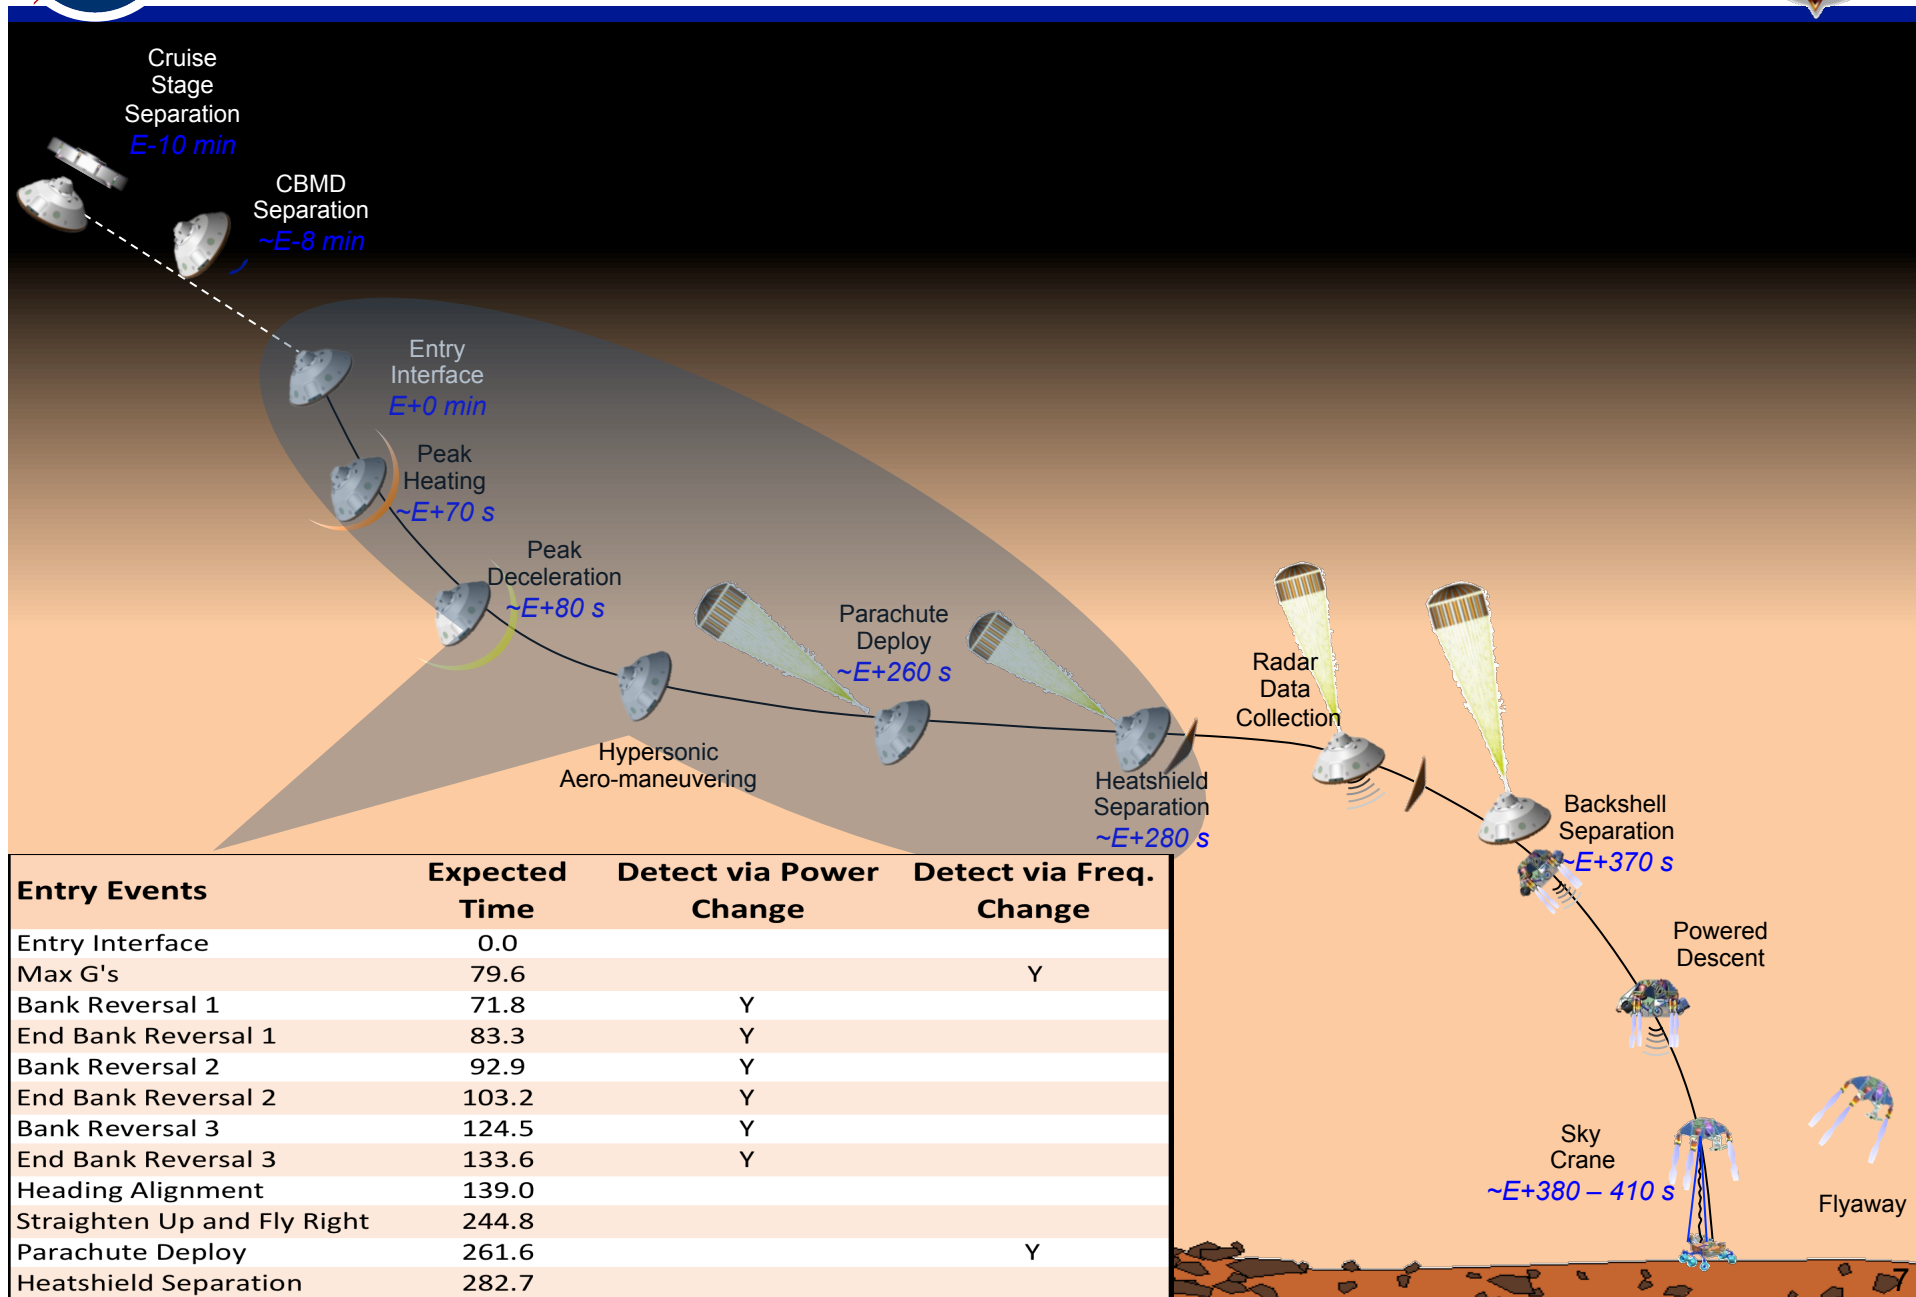 Cruise
Stage
Separation
E-10 min
CBMD
Separation
~E-8 min
Entry
Interface
E+0 min
Peak
Heating
~E+70 s
Peak
Deceleration
~E+80 s
Hypersonic
Aero-maneuvering
Parachute
Deploy
~E+260 s
Heatshield
Separation
~E+280 s
Radar
Data
Collection
Backshell
Separation
~E+370 s
Powered
Descent
Sky
Crane
~E+380 – 410 s
Flyaway
Entry Events Expected Time Detect via Power Change Detect via Freq. Change
Entry Interface 0.0
Max G's 79.6 Y
Bank Reversal 1 71.8 Y
End Bank Reversal 1 83.3 Y
Bank Reversal 2 92.9 Y
End Bank Reversal 2 103.2 Y
Bank Reversal 3 124.5 Y
End Bank Reversal 3 133.6 Y
Heading Alignment 139.0
Straighten Up and Fly Right 244.8
Parachute Deploy 261.6 Y
Heatshield Separation 282.7
7